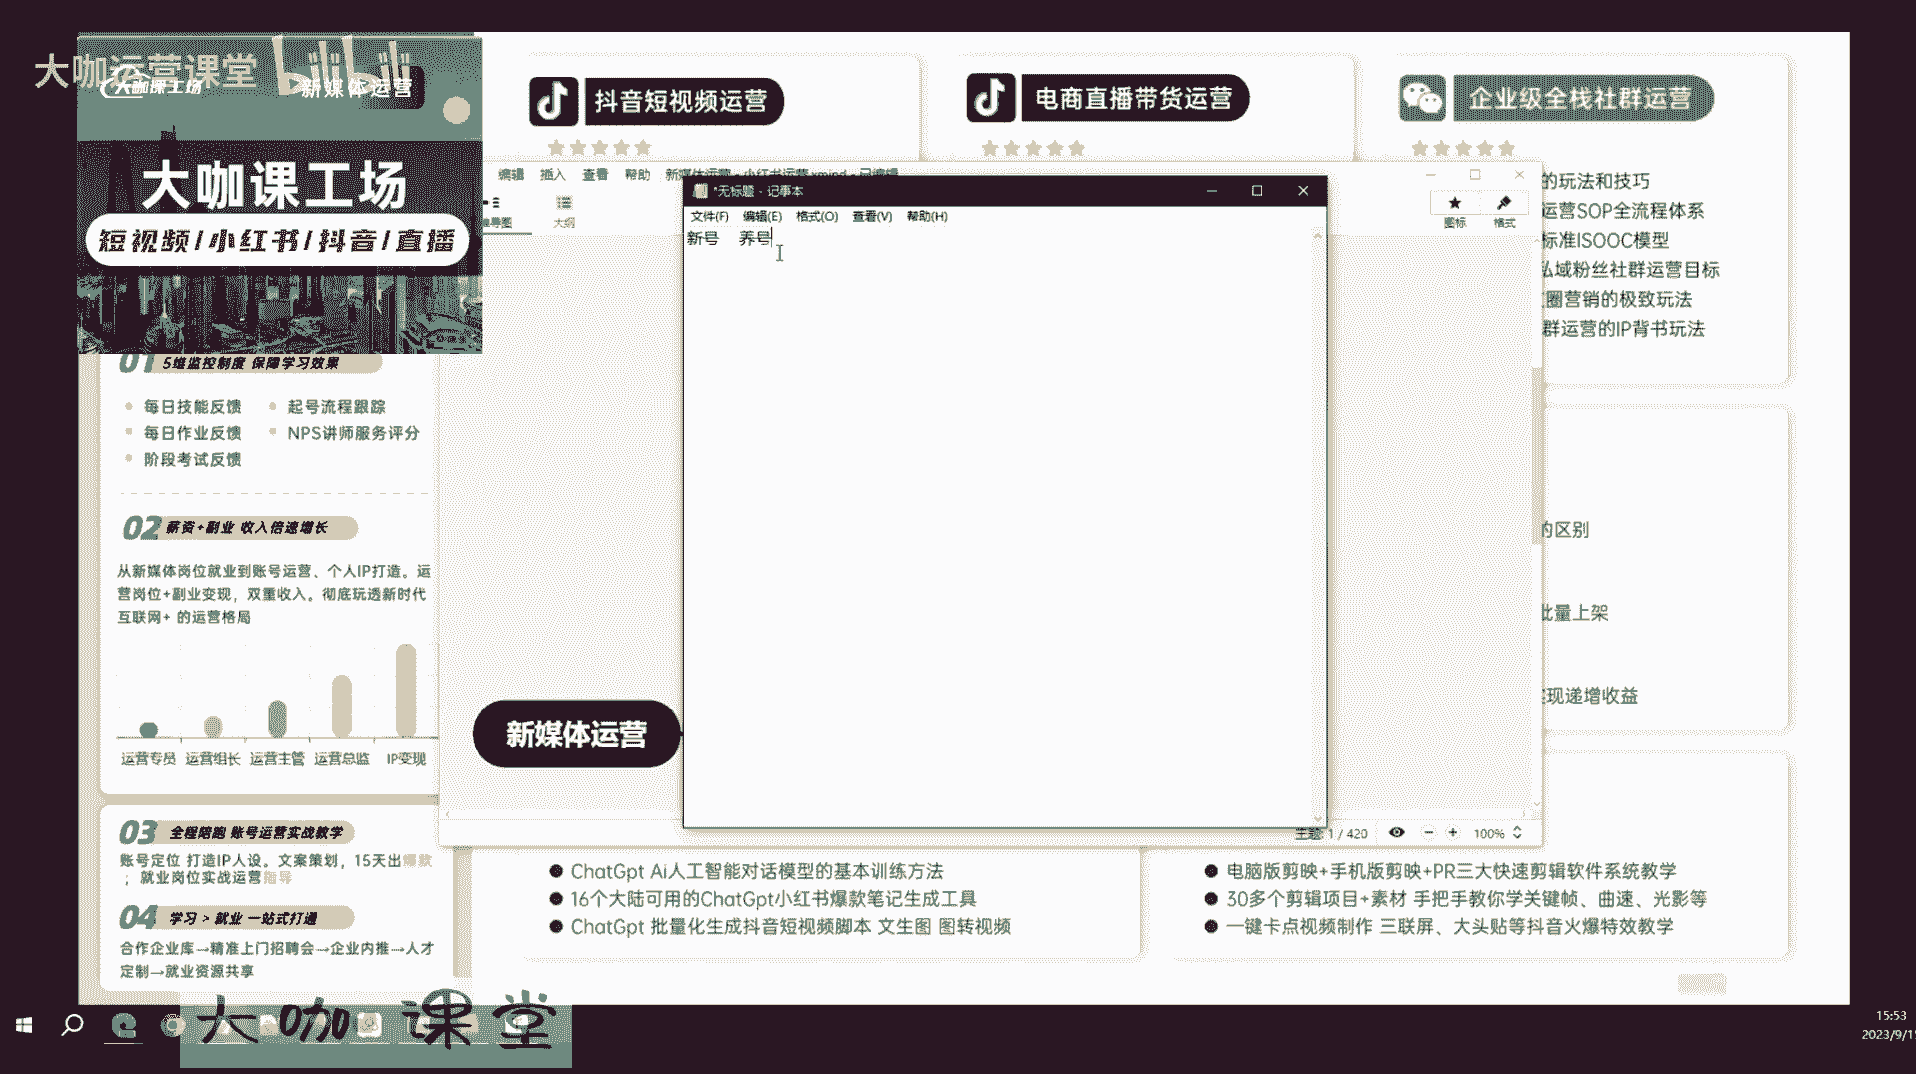 大咖运营课堂
bilibili
大咖课工场
新媒体运营
大咖课工场
短视频/小红书/抖音/直播
抖音短视频运营
电商直播带货运营
企业级全栈社群运营
的玩法和技巧
运营SOP全流程体系
标准ISOOC模型
私域粉丝社群运营目标
圈营销的极致玩法
群运营的IP背书玩法
编辑 插入 查看 帮助 新媒体运营 - 小红书运营.xmind - 已编辑
大纲
图标 格式
*无标题 - 记事本
文件(F) 编辑(E) 格式(O) 查看(V) 帮助(H)
新号 养号
01 5维监控制度 保障学习效果
每日技能反馈 起号流程跟踪
每日作业反馈 NPS讲师服务评分
阶段考试反馈
02 薪资+副业 收入倍速增长
从新媒体岗位就业到账号运营、个人IP打造。运
营岗位+副业变现，双重收入。彻底玩透新时代
互联网+ 的运营格局
运营专员 运营组长 运营主管 运营总监 IP变现
新媒体运营
的区别
批量上架
实现递增收益
主题: 1 / 420 100%
03 全程陪跑 账号运营实战教学
账号定位 打造IP人设。文案策划，15天出爆款
；就业岗位实战运营指导
04 学习 > 就业 一站式打通
合作企业库→精准上门招聘会→企业内推→人才
定制→就业资源共享
ChatGpt Ai人工智能对话模型的基本训练方法
16个大陆可用的ChatGpt小红书爆款笔记生成工具
ChatGpt 批量化生成抖音短视频脚本 文生图 图转视频
电脑版剪映+手机版剪映+PR三大快速剪辑软件系统教学
30多个剪辑项目+素材 手把手教你学关键帧、曲速、光影等
一键卡点视频制作 三联屏、大头贴等抖音火爆特效教学
大咖课堂
15:53
2023/9/1